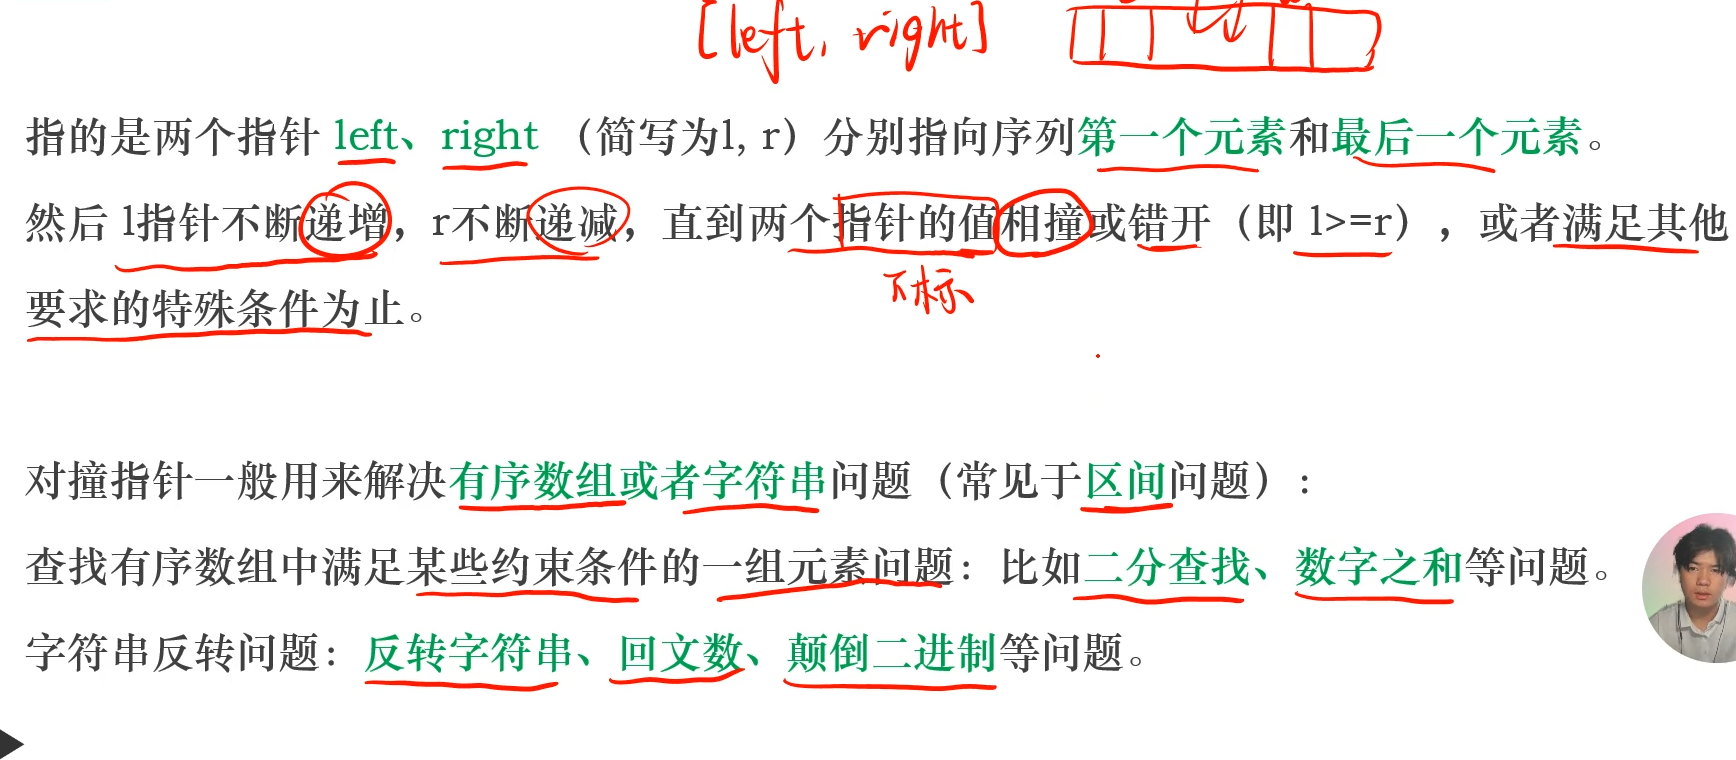 [left, right]
指的是两个指针 left、right （简写为l, r）分别指向序列第一个元素和最后一个元素。
然后 l指针不断递增，r不断递减，直到两个指针的值相撞或错开（即 l>=r），或者满足其他
下标
要求的特殊条件为止。
对撞指针一般用来解决有序数组或者字符串问题（常见于区间问题）：
查找有序数组中满足某些约束条件的一组元素问题：比如二分查找、数字之和等问题。
字符串反转问题：反转字符串、回文数、颠倒二进制等问题。